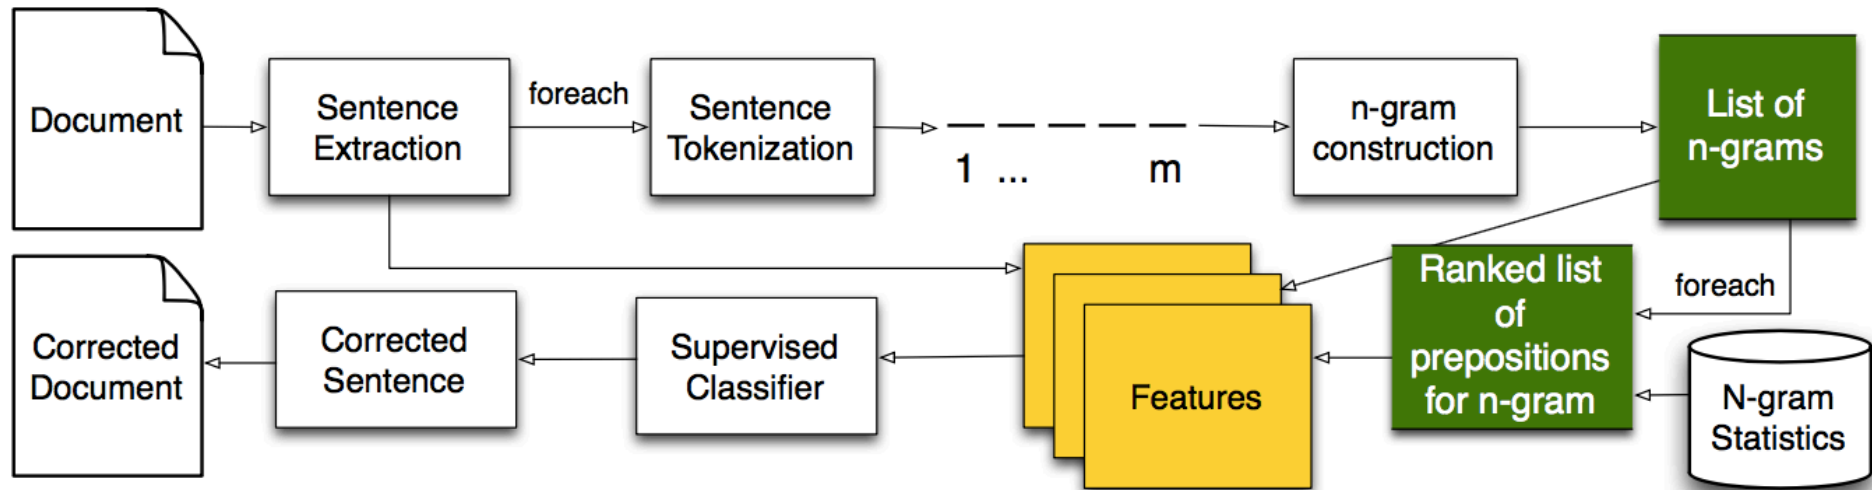 Document
Sentence
Extraction
foreach
Sentence
Tokenization
1 ... m
n-gram
construction
List of
n-grams
foreach
Ranked list
of
prepositions
for n-gram
N-gram
Statistics
Features
Supervised
Classifier
Corrected
Sentence
Corrected
Document